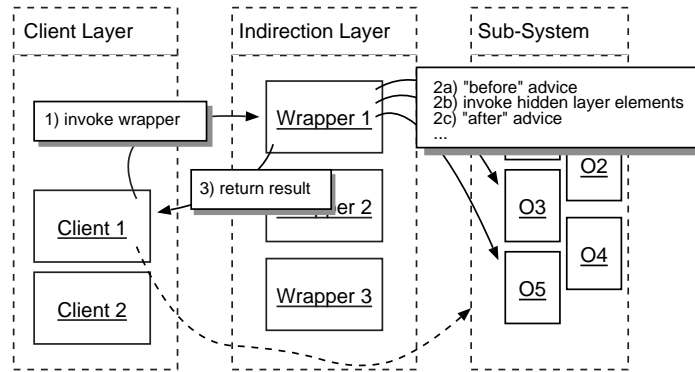 Client Layer
Indirection Layer
Sub-System
1) invoke wrapper
Wrapper 1
2a) "before" advice
2b) invoke hidden layer elements
2c) "after" advice
...
3) return result
Client 1
Wrapper 2
O2
O3
O4
Client 2
Wrapper 3
O5